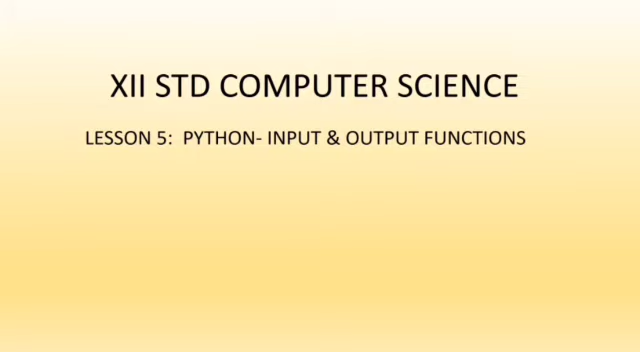 XII STD COMPUTER SCIENCE
LESSON 5:  PYTHON- INPUT & OUTPUT FUNCTIONS